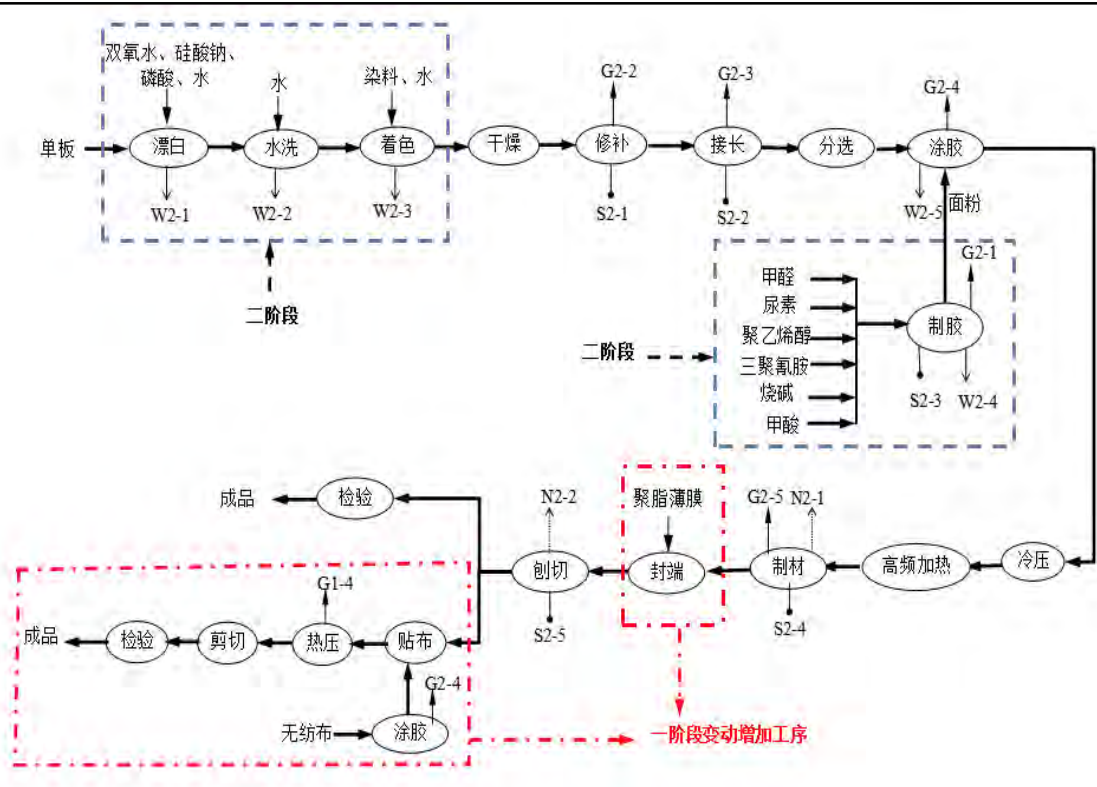 双氧水、硅酸钠、
磷酸、水
水
染料、水
G2-2
G2-3
G2-4
单板
漂白
水洗
着色
干燥
修补
接长
分选
涂胶
W2-1
W2-2
W2-3
S2-1
S2-2
W2-5
面粉
二阶段
G2-1
甲醛
尿素
聚乙烯醇
三聚氰胺
烧碱
甲酸
制胶
二阶段
S2-3
W2-4
成品
检验
N2-2
聚脂薄膜
G2-5
N2-1
刨切
封端
制材
高频加热
冷压
S2-5
S2-4
G1-4
成品
检验
剪切
热压
贴布
G2-4
无纺布
涂胶
一阶段变动增加工序